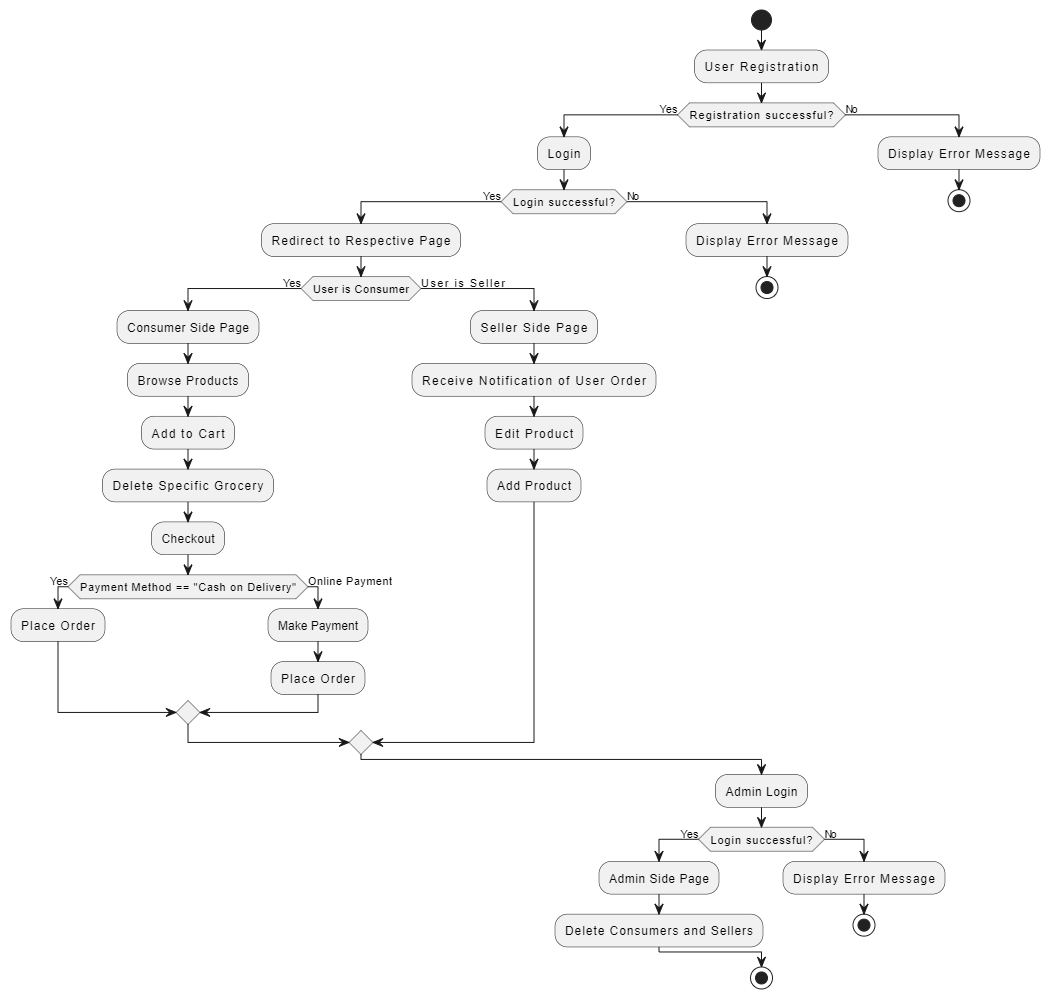 User Registration
Yes
Registration successful?
No
Login
Display Error Message
Yes
Login successful?
No
Redirect to Respective Page
Display Error Message
Yes
User is Consumer
User is Seller
Consumer Side Page
Seller Side Page
Browse Products
Receive Notification of User Order
Add to Cart
Edit Product
Delete Specific Grocery
Add Product
Checkout
Yes
Payment Method == "Cash on Delivery"
Online Payment
Place Order
Make Payment
Place Order
Admin Login
Yes
Login successful?
No
Admin Side Page
Display Error Message
Delete Consumers and Sellers